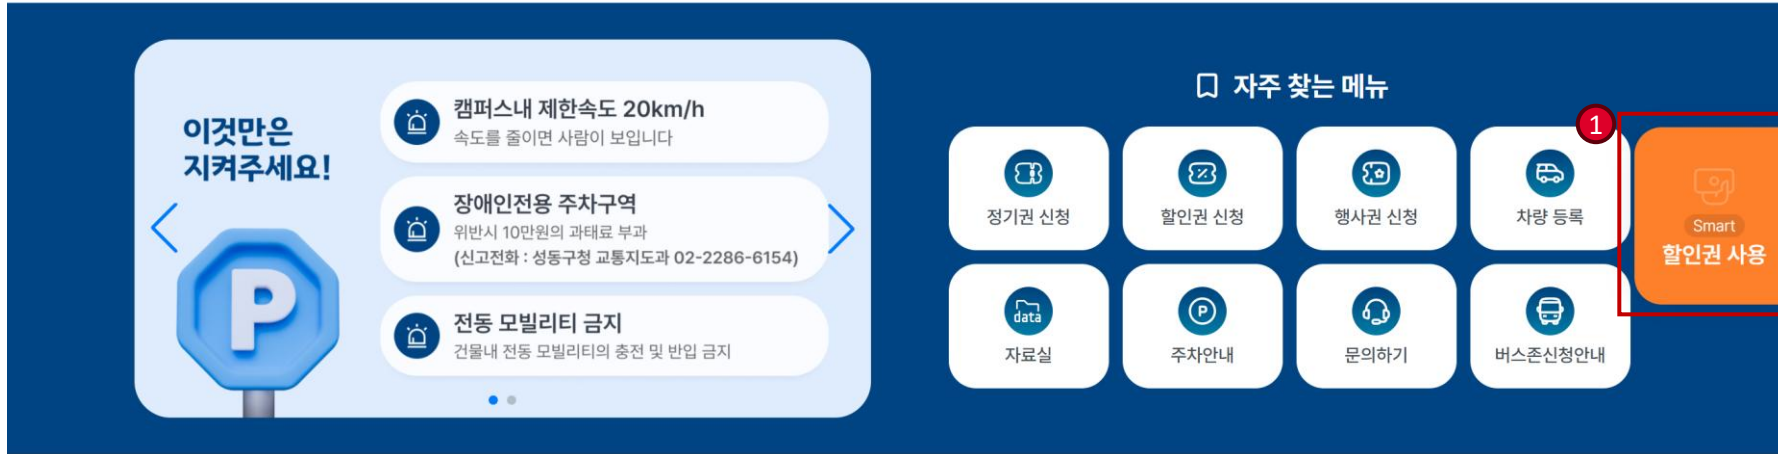 이것만은
지켜주세요!
P
캠퍼스내 제한속도 20km/h
속도를 줄이면 사람이 보입니다
장애인전용 주차구역
위반시 10만원의 과태료 부과
(신고전화 : 성동구청 교통지도과 02-2286-6154)
전동 모빌리티 금지
건물내 전동 모빌리티의 충전 및 반입 금지
자주 찾는 메뉴
1
정기권 신청
할인권 신청
행사권 신청
차량 등록
Smart
할인권 사용
data
자료실
P
주차안내
문의하기
버스존신청안내